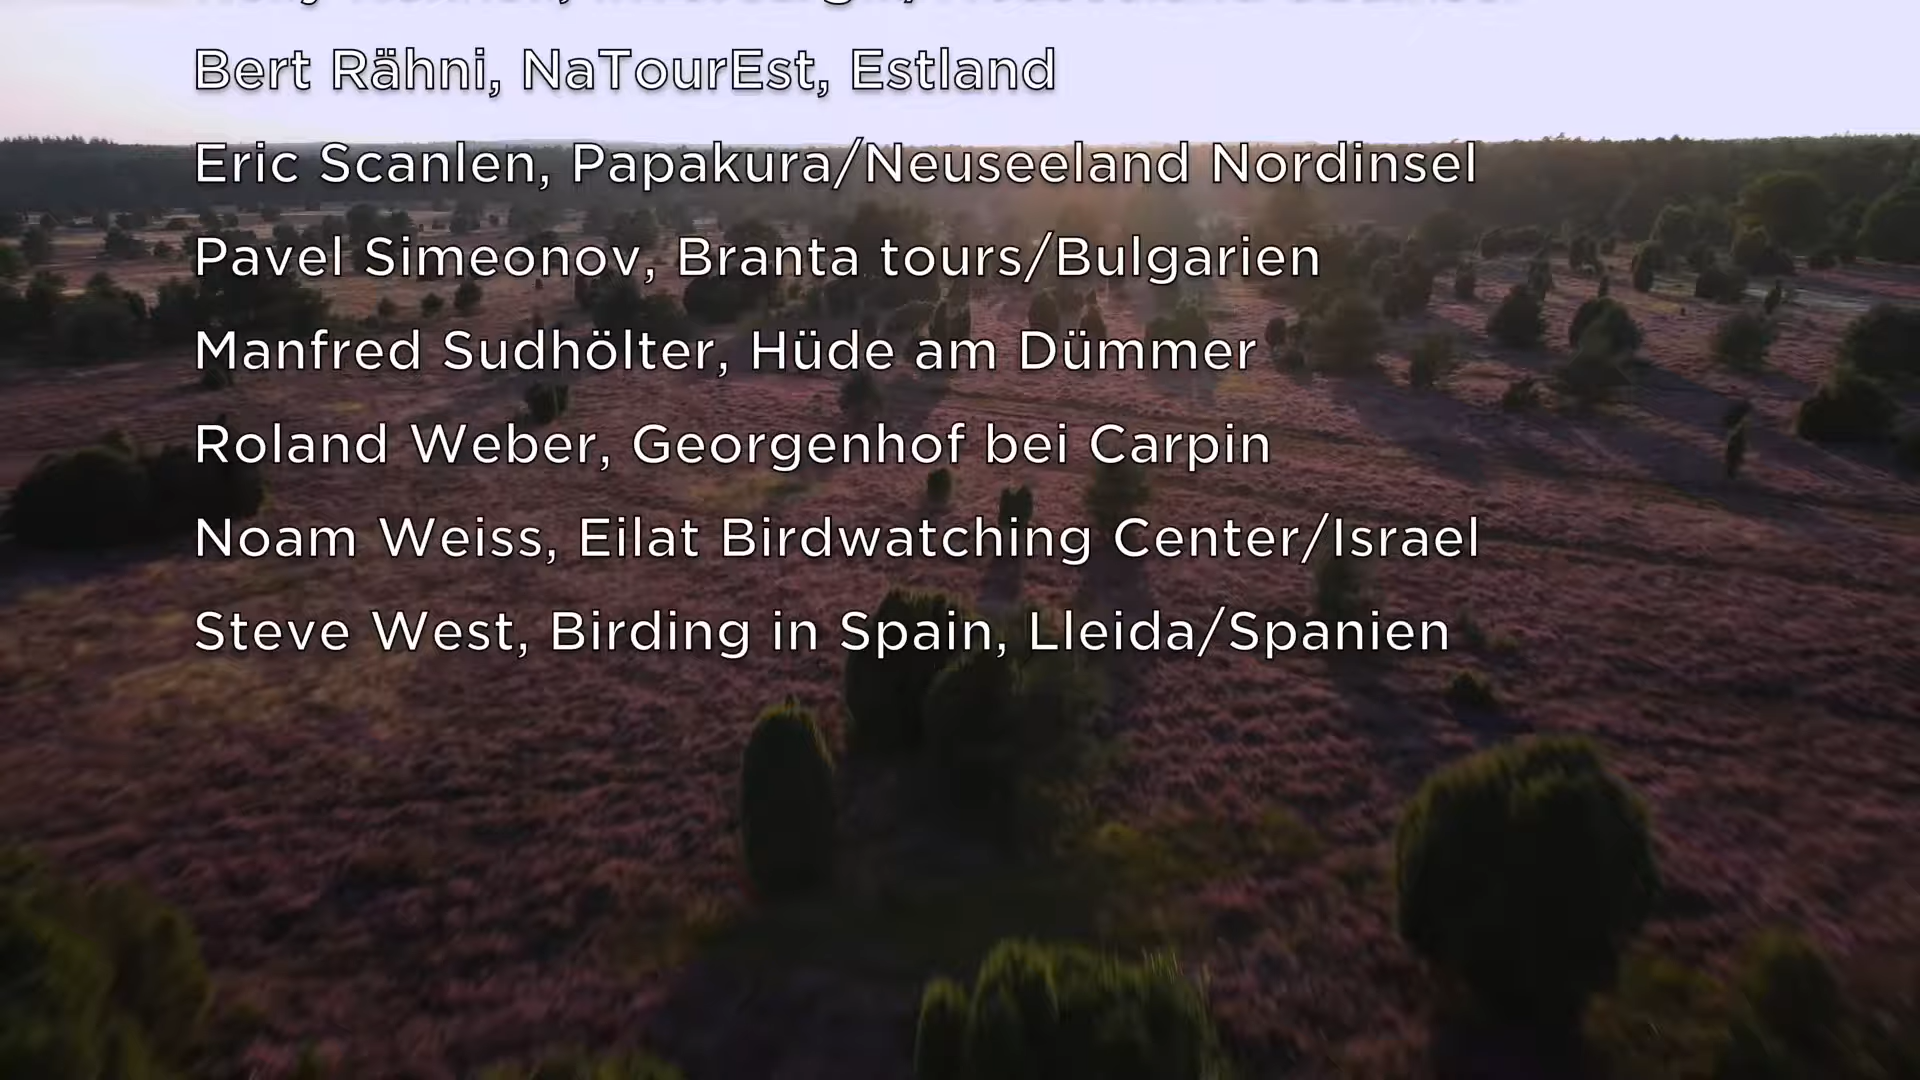 Bert Rähni, NaTourEst, Estland
Eric Scanlen, Papakura/Neuseeland Nordinsel
Pavel Simeonov, Branta tours/Bulgarien
Manfred Sudhölter, Hüde am Dümmer
Roland Weber, Georgenhof bei Carpin
Noam Weiss, Eilat Birdwatching Center/Israel
Steve West, Birding in Spain, Lleida/Spanien